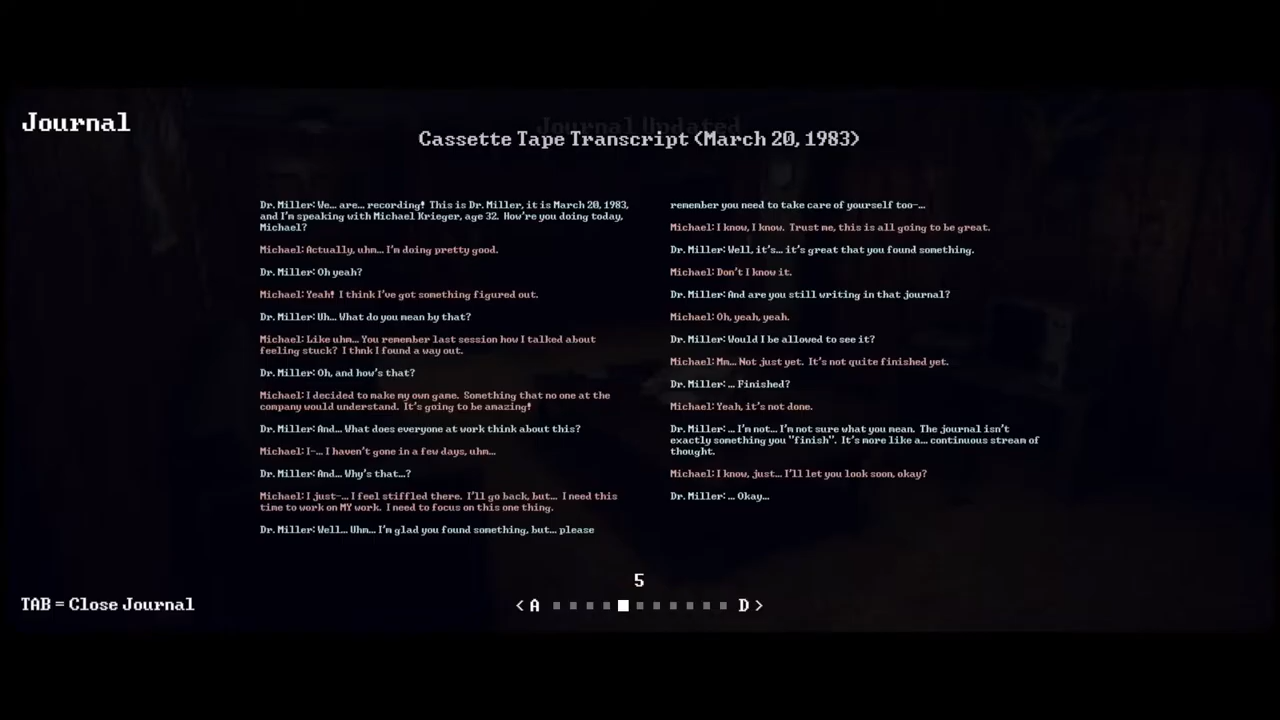 Journal
Journal Updated
Cassette Tape Transcript (March 20, 1983)
Dr. Miller: We... are... recording! This is Dr. Miller, it is March 20, 1983,
and I'm speaking with Michael Krieger, age 32. How're you doing today,
Michael?
Michael: Actually, uhm... I'm doing pretty good.
Dr. Miller: Oh yeah?
Michael: Yeah! I think I've got something figured out.
Dr. Miller: Uh... What do you mean by that?
Michael: Like uhm... You remember last session how I talked about
feeling stuck? I thnk I found a way out.
Dr. Miller: Oh, and how's that?
Michael: I decided to make my own game. Something that no one at the
company would understand. It's going to be amazing!
Dr. Miller: And... What does everyone at work think about this?
Michael: I-... I haven't gone in a few days, uhm...
Dr. Miller: And... Why's that...?
Michael: I just-... I feel stiffled there. I'll go back, but... I need this
time to work on MY work. I need to focus on this one thing.
Dr. Miller: Well... Uhm... I'm glad you found something, but... please
remember you need to take care of yourself too-...
Michael: I know, I know. Trust me, this is all going to be great.
Dr. Miller: Well, it's... it's great that you found something.
Michael: Don't I know it.
Dr. Miller: And are you still writing in that journal?
Michael: Oh, yeah, yeah.
Dr. Miller: Would I be allowed to see it?
Michael: Mm... Not just yet. It's not quite finished yet.
Dr. Miller: ... Finished?
Michael: Yeah, it's not done.
Dr. Miller: ... I'm not... I'm not sure what you mean. The journal isn't
exactly something you "finish". It's more like a... continuous stream of
thought.
Michael: I know, just... I'll let you look soon, okay?
Dr. Miller: ... Okay...
5
TAB = Close Journal
< A D >